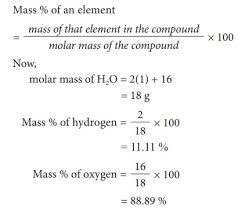 Mass % of an element
= mass of that element in the compound / molar mass of the compound × 100
Now,
molar mass of H₂O = 2(1) + 16
= 18 g
Mass % of hydrogen = 2/18 × 100
= 11.11 %
Mass % of oxygen = 16/18 × 100
= 88.89 %